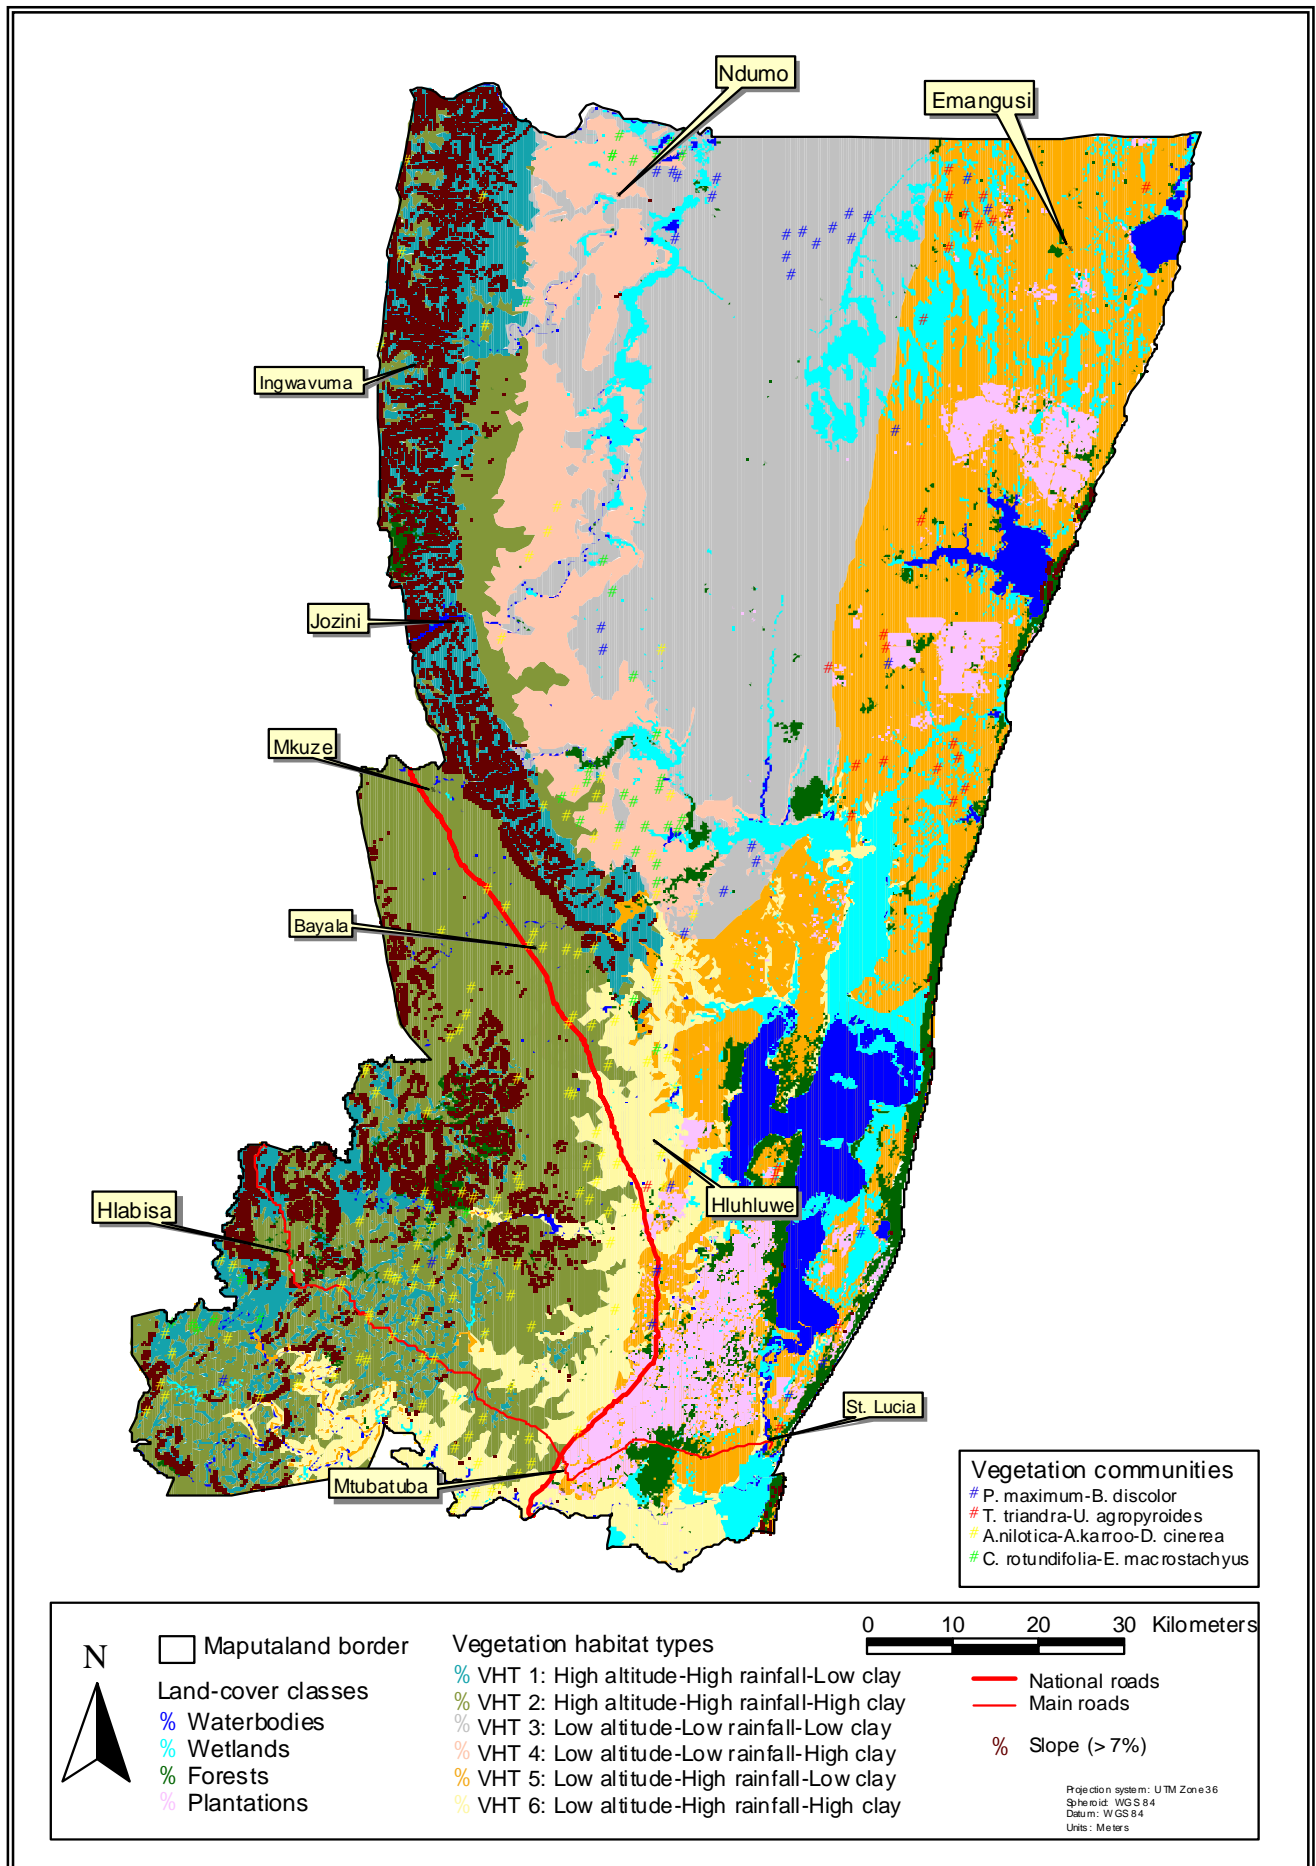 Ndumo
Emangusi
Ingwavuma
Jozini
Mkuze
Bayala
Hlabisa
Hluhluwe
St. Lucia
Mtubatuba
Vegetation communities
# P. maximum-B. discolor
# T. triandra-U. agropyroides
# A.nilotica-A.karroo-D. cinerea
# C. rotundifolia-E. macrostachyus
N
Maputaland border
Land-cover classes
% Waterbodies
% Wetlands
% Forests
% Plantations
Vegetation habitat types
% VHT 1: High altitude-High rainfall-Low clay
% VHT 2: High altitude-High rainfall-High clay
% VHT 3: Low altitude-Low rainfall-Low clay
% VHT 4: Low altitude-Low rainfall-High clay
% VHT 5: Low altitude-High rainfall-Low clay
% VHT 6: Low altitude-High rainfall-High clay
0 10 20 30 Kilometers
National roads
Main roads
% Slope (> 7%)
Projection system: UTM Zone 36
Spheroid: WGS 84
Datum: WGS 84
Units: Meters